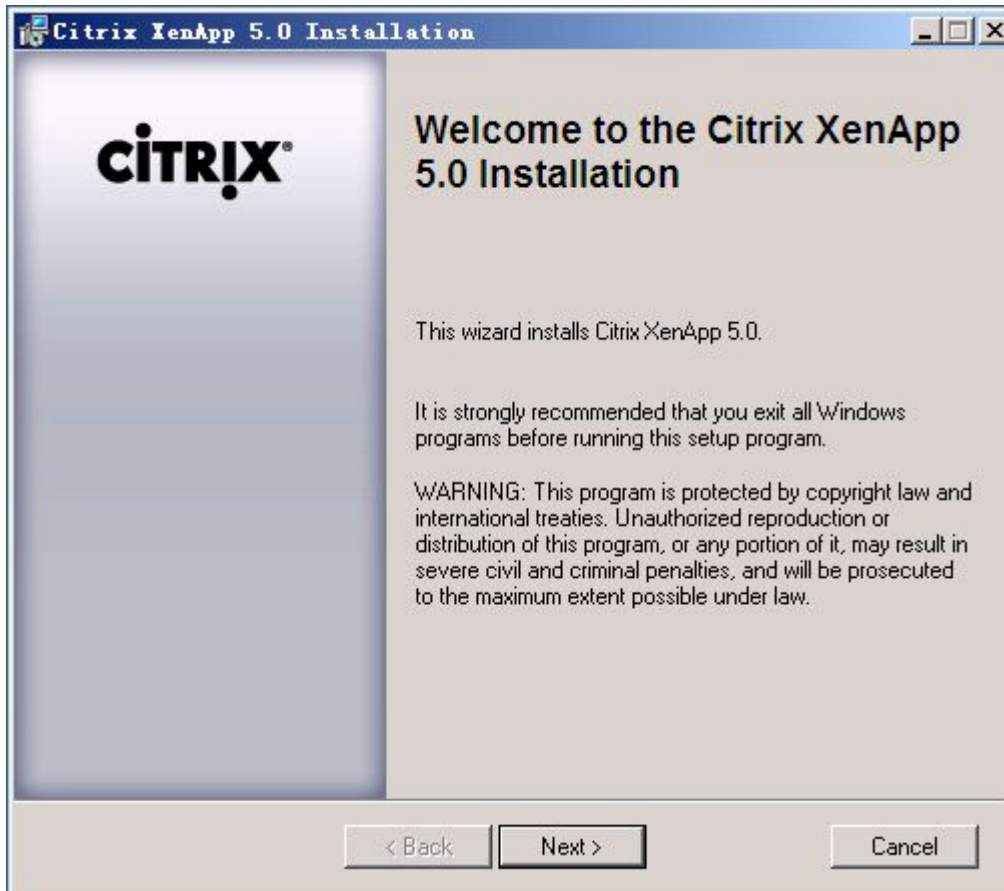 Citrix XenApp 5.0 Installation
CITRIX®
Welcome to the Citrix XenApp
5.0 Installation
This wizard installs Citrix XenApp 5.0.
It is strongly recommended that you exit all Windows
programs before running this setup program.
WARNING: This program is protected by copyright law and
international treaties. Unauthorized reproduction or
distribution of this program, or any portion of it, may result in
severe civil and criminal penalties, and will be prosecuted
to the maximum extent possible under law.
< Back
Next >
Cancel